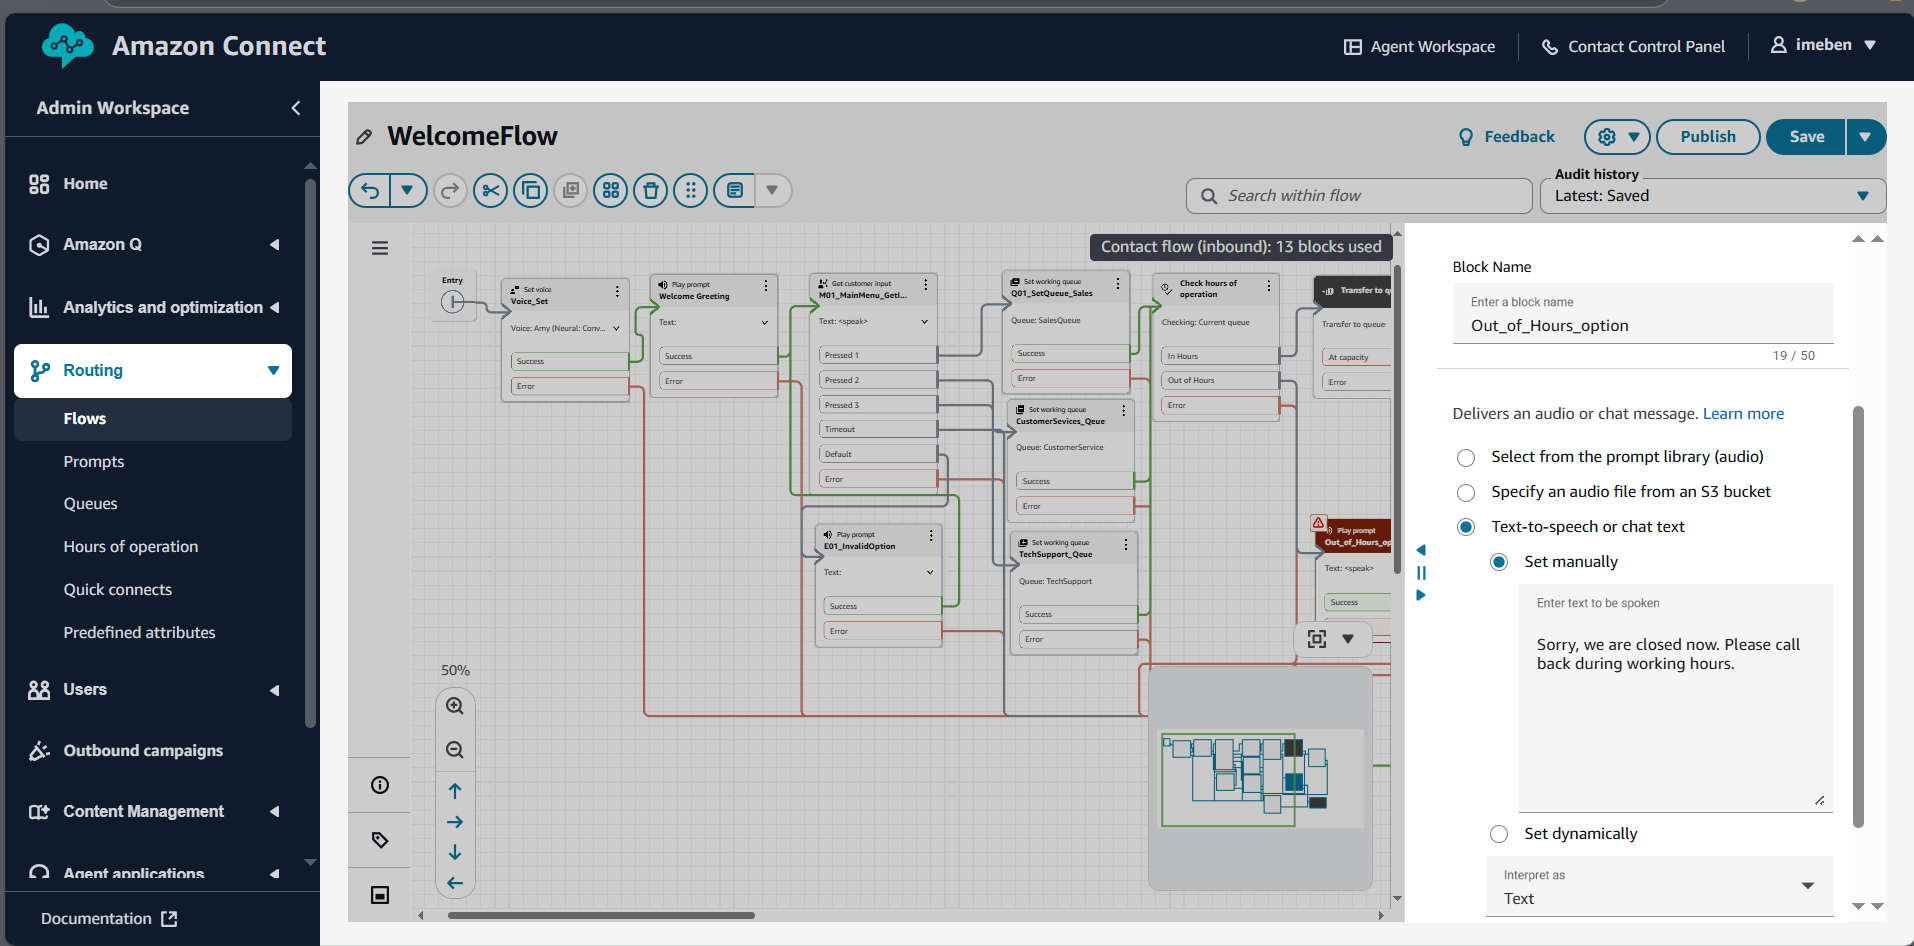 Amazon Connect
Agent Workspace
Contact Control Panel
imeben
Admin Workspace
Home
Amazon Q
Analytics and optimization
Routing
Flows
Prompts
Queues
Hours of operation
Quick connects
Predefined attributes
Users
Outbound campaigns
Content Management
Agent applications
Documentation
WelcomeFlow
Feedback
Publish
Save
Search within flow
Audit history
Latest: Saved
Contact flow (inbound): 13 blocks used
Entry
Set voice
Voice_Set
Voice: Amy (Neural: Conv...
Success
Error
Play prompt
Welcome Greeting
Text:
Success
Error
Get customer input
M01_MainMenu_GetI...
Text: <speak>
Pressed 1
Pressed 2
Pressed 3
Timeout
Default
Error
Play prompt
E01_InvalidOption
Text:
Success
Error
Set working queue
Q01_SetQueue_Sales
Queue: SalesQueue
Success
Error
Set working queue
CustomerSevices_Qeue
Queue: CustomerService
Success
Error
Set working queue
TechSupport_Qeue
Queue: TechSupport
Success
Error
Check hours of
operation
Checking: Current queue
In Hours
Out of Hours
Error
Transfer to q
Transfer to queue
At capacity
Error
Play prompt
Out_of_Hours_op
Text: <speak>
Success
50%
Block Name
Enter a block name
Out_of_Hours_option
19 / 50
Delivers an audio or chat message. Learn more
Select from the prompt library (audio)
Specify an audio file from an S3 bucket
Text-to-speech or chat text
Set manually
Enter text to be spoken
Sorry, we are closed now. Please call
back during working hours.
Set dynamically
Interpret as
Text